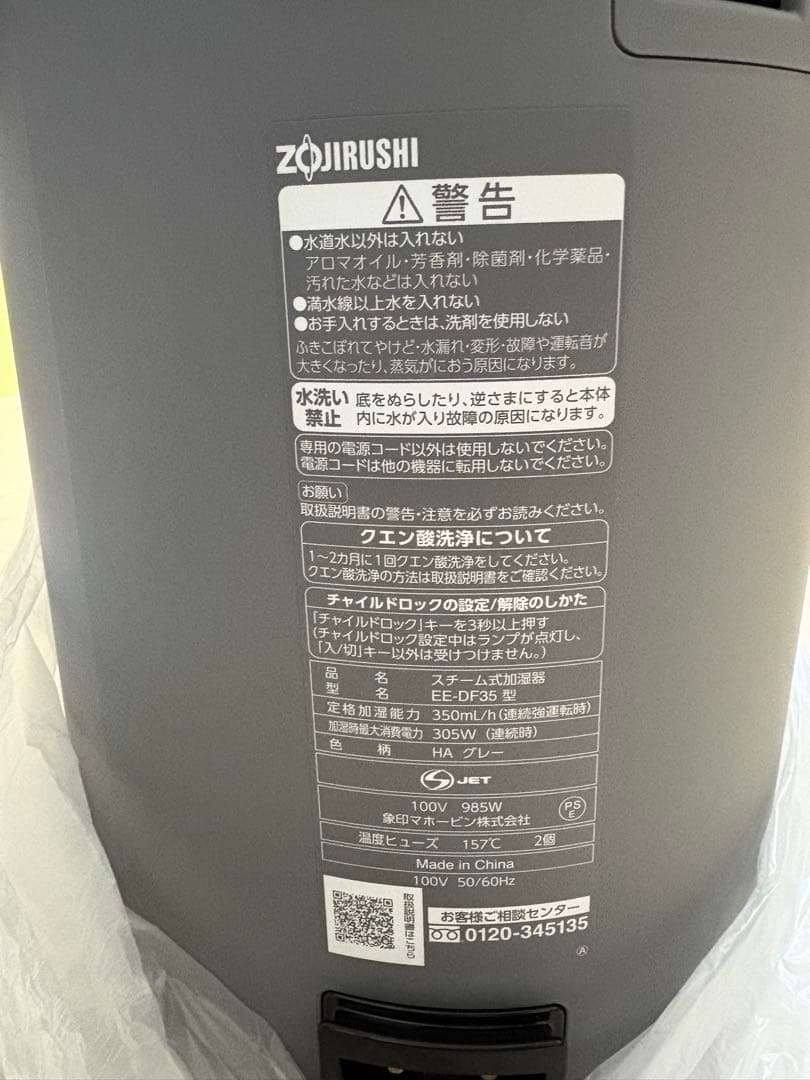 ZOJIRUSHI
警告
●水道水以外は入れない
アロマオイル・芳香剤・除菌剤・化学薬品・
汚れた水などは入れない
●満水線以上水を入れない
●お手入れするときは、洗剤を使用しない
ふきこぼれてやけど・水漏れ・変形・故障や運転音が
大きくなったり、蒸気がにおう原因になります。
水洗い禁止 底をぬらしたり、逆さまにすると本体
内に水が入り故障の原因になります。
専用の電源コード以外は使用しないでください。
電源コードは他の機器に転用しないでください。
お願い
取扱説明書の警告・注意を必ずお読みください。
クエン酸洗浄について
1～2カ月に1回クエン酸洗浄をしてください。
クエン酸洗浄の方法は取扱説明書をご確認ください。
チャイルドロックの設定/解除のしかた
「チャイルドロック」キーを3秒以上押す
(チャイルドロック設定中はランプが点灯し、
「入/切」キー以外は受けつけません。)
品名 スチーム式加湿器
型名 EE-DF35 型
定格加湿能力 350mL/h(連続強運転時)
加湿時最大消費電力 305W (連続時)
色柄 HA グレー
S JET
100V 985W
PS E
象印マホービン株式会社
温度ヒューズ 157℃ 2個
Made in China
100V 50/60Hz
取扱説明書はこちら
お客様ご相談センター
0120-345135
A